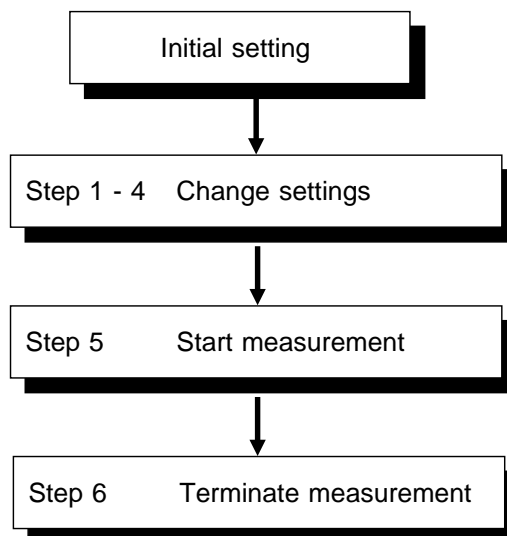 Initial setting
Step 1 - 4 Change settings
Step 5 Start measurement
Step 6 Terminate measurement